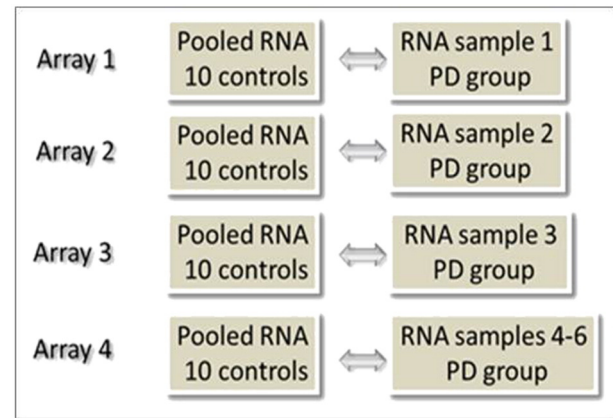 Array 1
Pooled RNA
10 controls
RNA sample 1
PD group
Array 2
Pooled RNA
10 controls
RNA sample 2
PD group
Array 3
Pooled RNA
10 controls
RNA sample 3
PD group
Array 4
Pooled RNA
10 controls
RNA samples 4-6
PD group